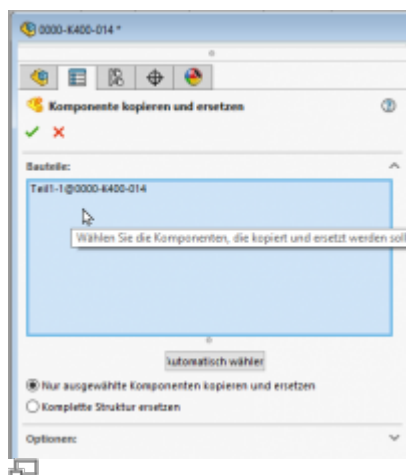 0000-K400-014 *
Komponente kopieren und ersetzen
Bauteile:
Teil1-1@0000-K400-014
Wählen Sie die Komponenten, die kopiert und ersetzt werden soll
utomatisch wähler
Nur ausgewählte Komponenten kopieren und ersetzen
Komplette Struktur ersetzen
Optionen: